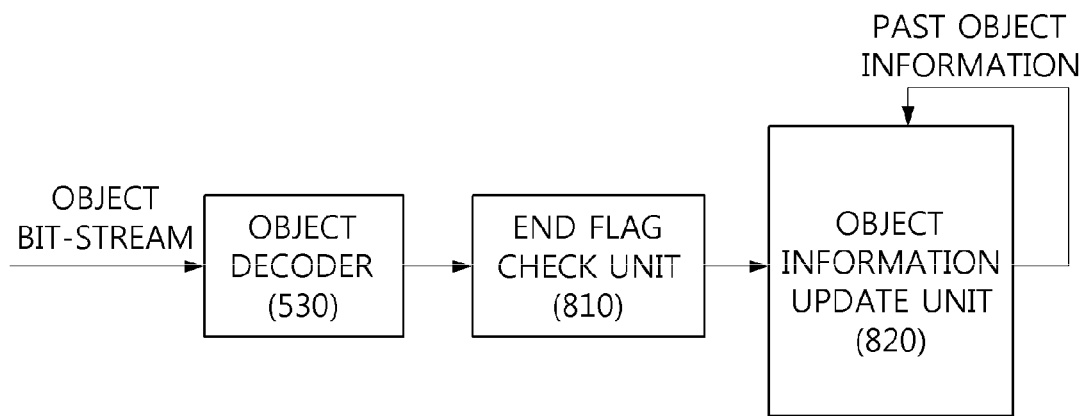 PAST OBJECT
INFORMATION
OBJECT
BIT-STREAM
OBJECT
DECODER
(530)
END FLAG
CHECK UNIT
(810)
OBJECT
INFORMATION
UPDATE UNIT
(820)